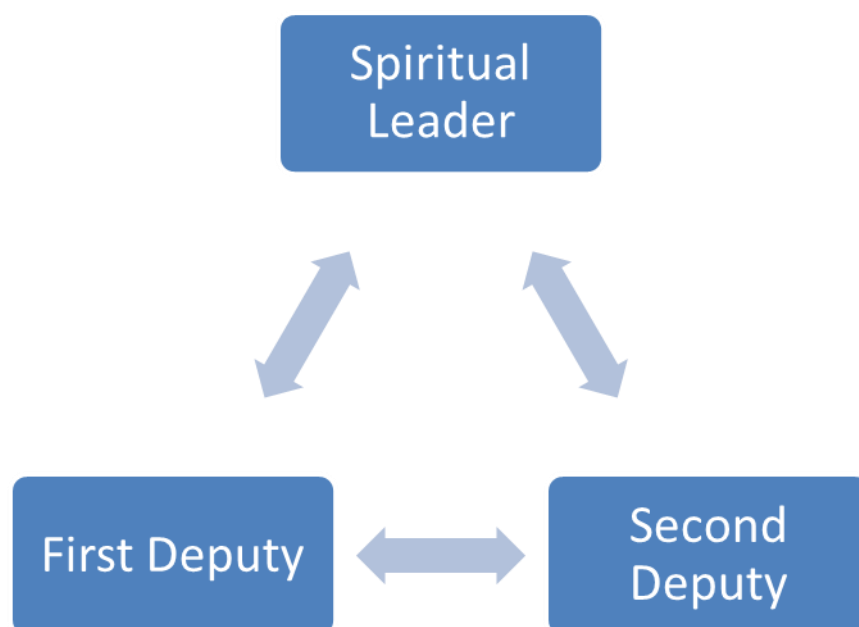 Spiritual
Leader
First Deputy
Second
Deputy